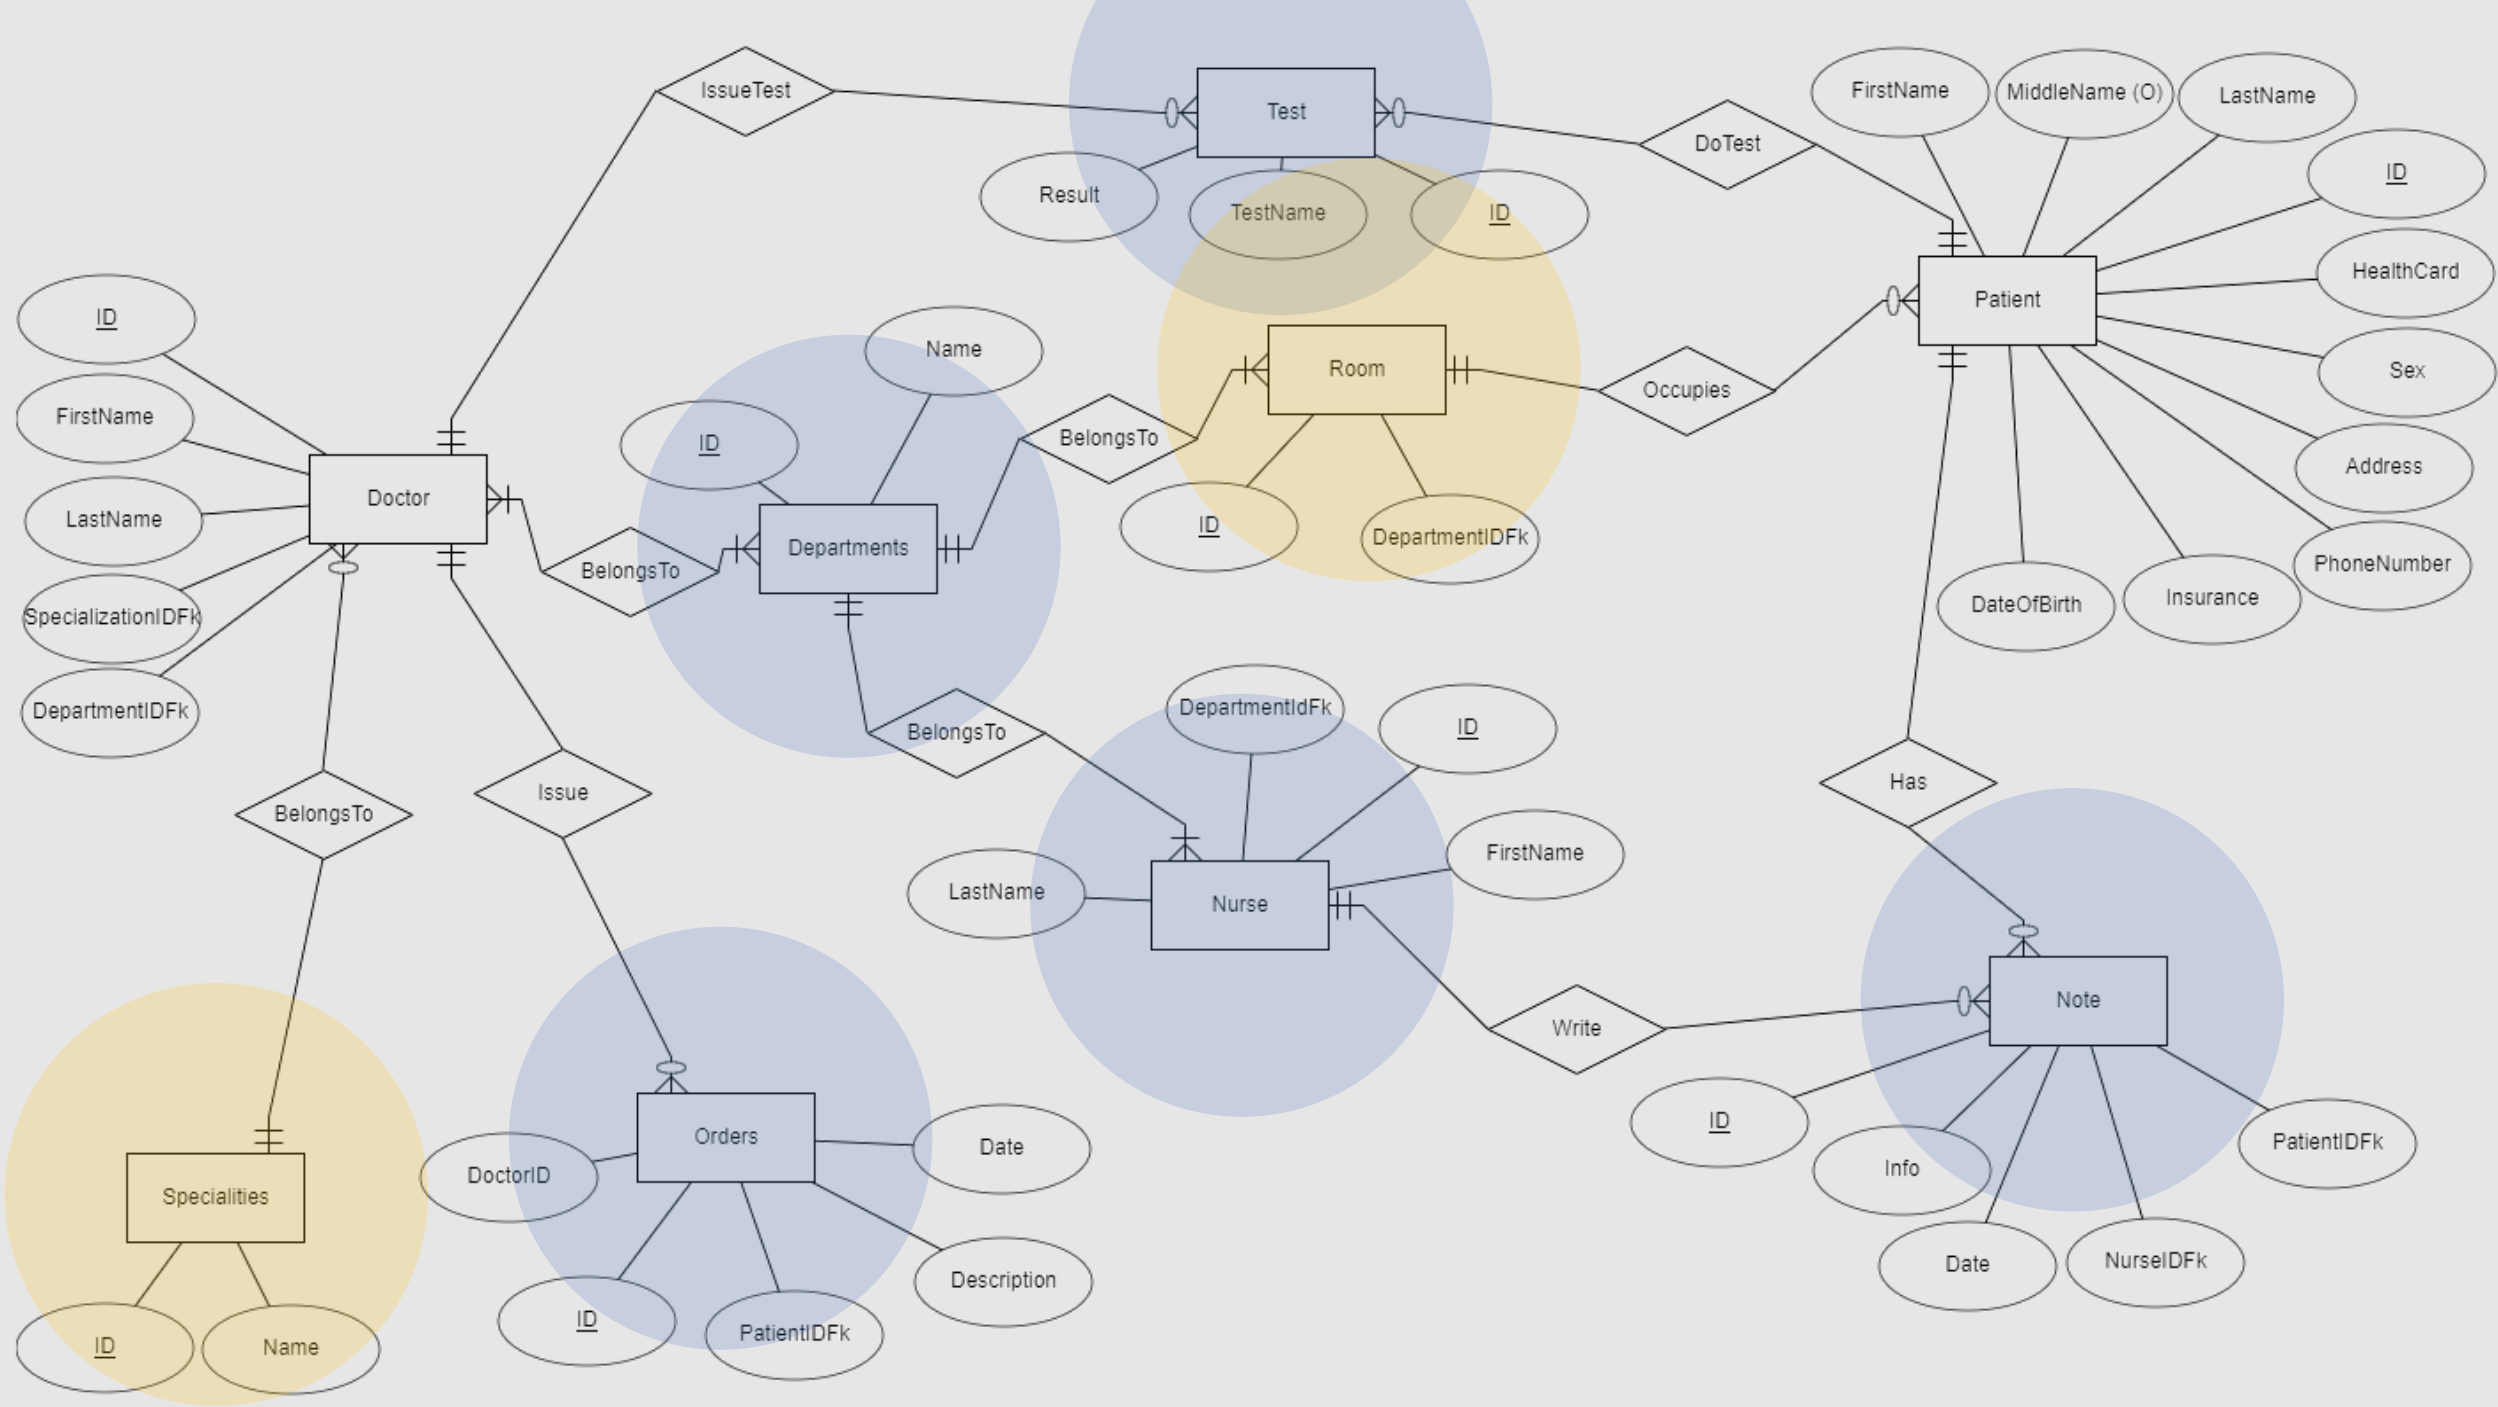 IssueTest
Test
DoTest
FirstName
MiddleName (O)
LastName
ID
Result
TestName
ID
Patient
HealthCard
Sex
Address
PhoneNumber
Insurance
DateOfBirth
ID
FirstName
LastName
SpecializationIDFk
DepartmentIDFk
Doctor
Name
ID
Departments
BelongsTo
BelongsTo
Room
ID
DepartmentIDFk
Occupies
BelongsTo
DepartmentIdFk
ID
FirstName
LastName
Nurse
BelongsTo
Issue
Has
Write
Note
ID
Info
Date
NurseIDFk
PatientIDFk
Orders
DoctorID
Date
Description
ID
PatientIDFk
Specialities
ID
Name